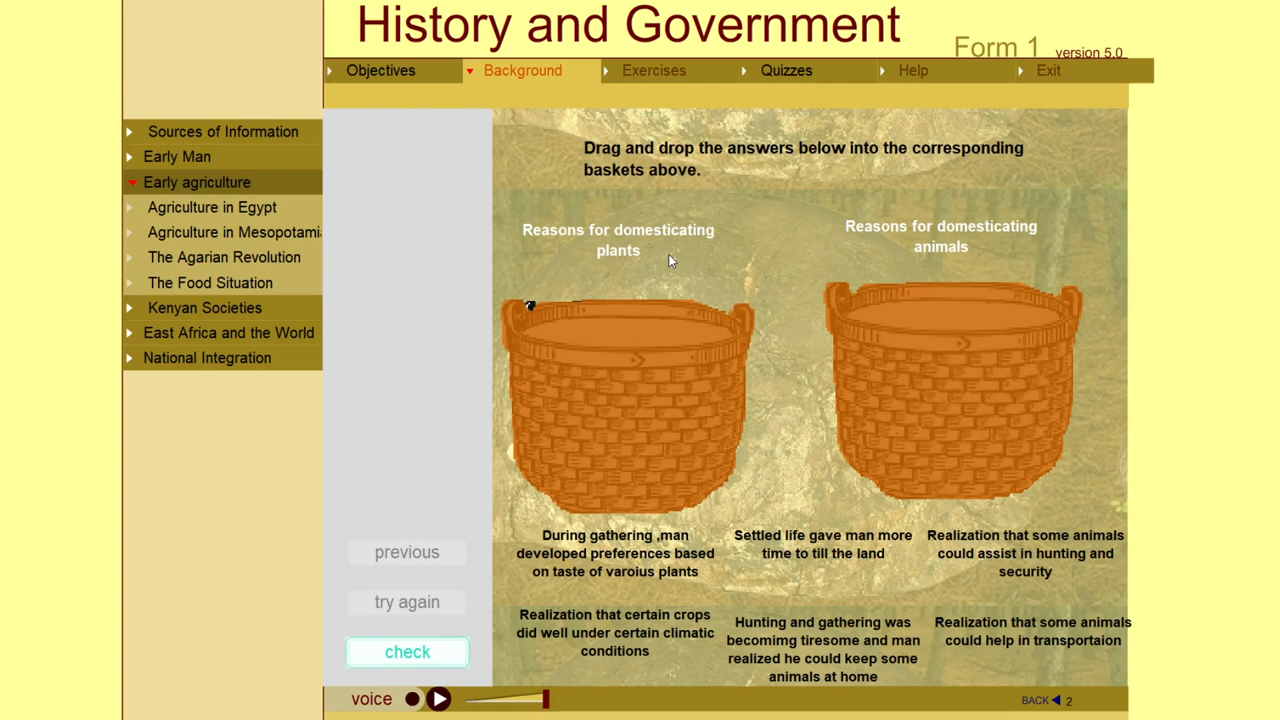 History and Government
Form 1 version 5.0
Objectives Background Exercises Quizzes Help Exit
Sources of Information
Early Man
Early agriculture
Agriculture in Egypt
Agriculture in Mesopotami
The Agarian Revolution
The Food Situation
Kenyan Societies
East Africa and the World
National Integration
Drag and drop the answers below into the corresponding
baskets above.
Reasons for domesticating
plants
Reasons for domesticating
animals
During gathering ,man
developed preferences based
on taste of varoius plants
Settled life gave man more
time to till the land
Realization that some animals
could assist in hunting and
security
Realization that certain crops
did well under certain climatic
conditions
Hunting and gathering was
becomimg tiresome and man
realized he could keep some
animals at home
Realization that some animals
could help in transportaion
previous
try again
check
voice
BACK 2